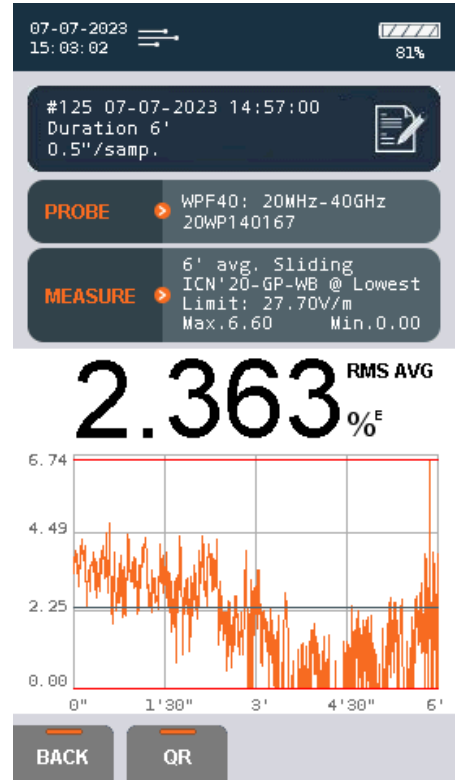 07-07-2023
15:03:02
81%
#125 07-07-2023 14:57:00
Duration 6'
0.5"/samp.
PROBE
WPF40: 20MHz-40GHz
20WP140167
MEASURE
6' avg. Sliding
ICN'20-GP-WB @ Lowest
Limit: 27.70V/m
Max.6.60 Min.0.00
2.363 RMS AVG
%E
6.74
4.49
2.25
0.00
0" 1'30" 3' 4'30" 6'
BACK QR